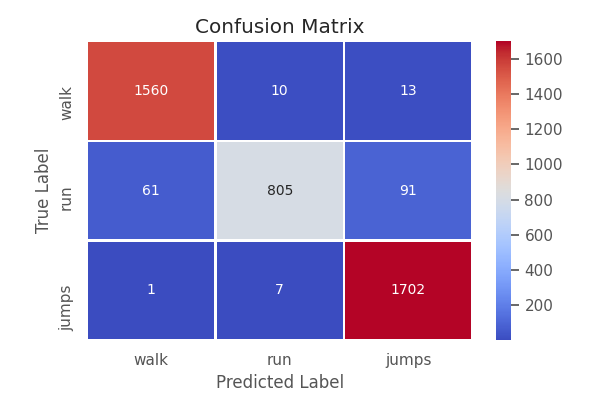 Confusion Matrix
True Label
walk
1560
10
13
run
61
805
91
jumps
1
7
1702
walk
run
jumps
Predicted Label
1600
1400
1200
1000
800
600
400
200